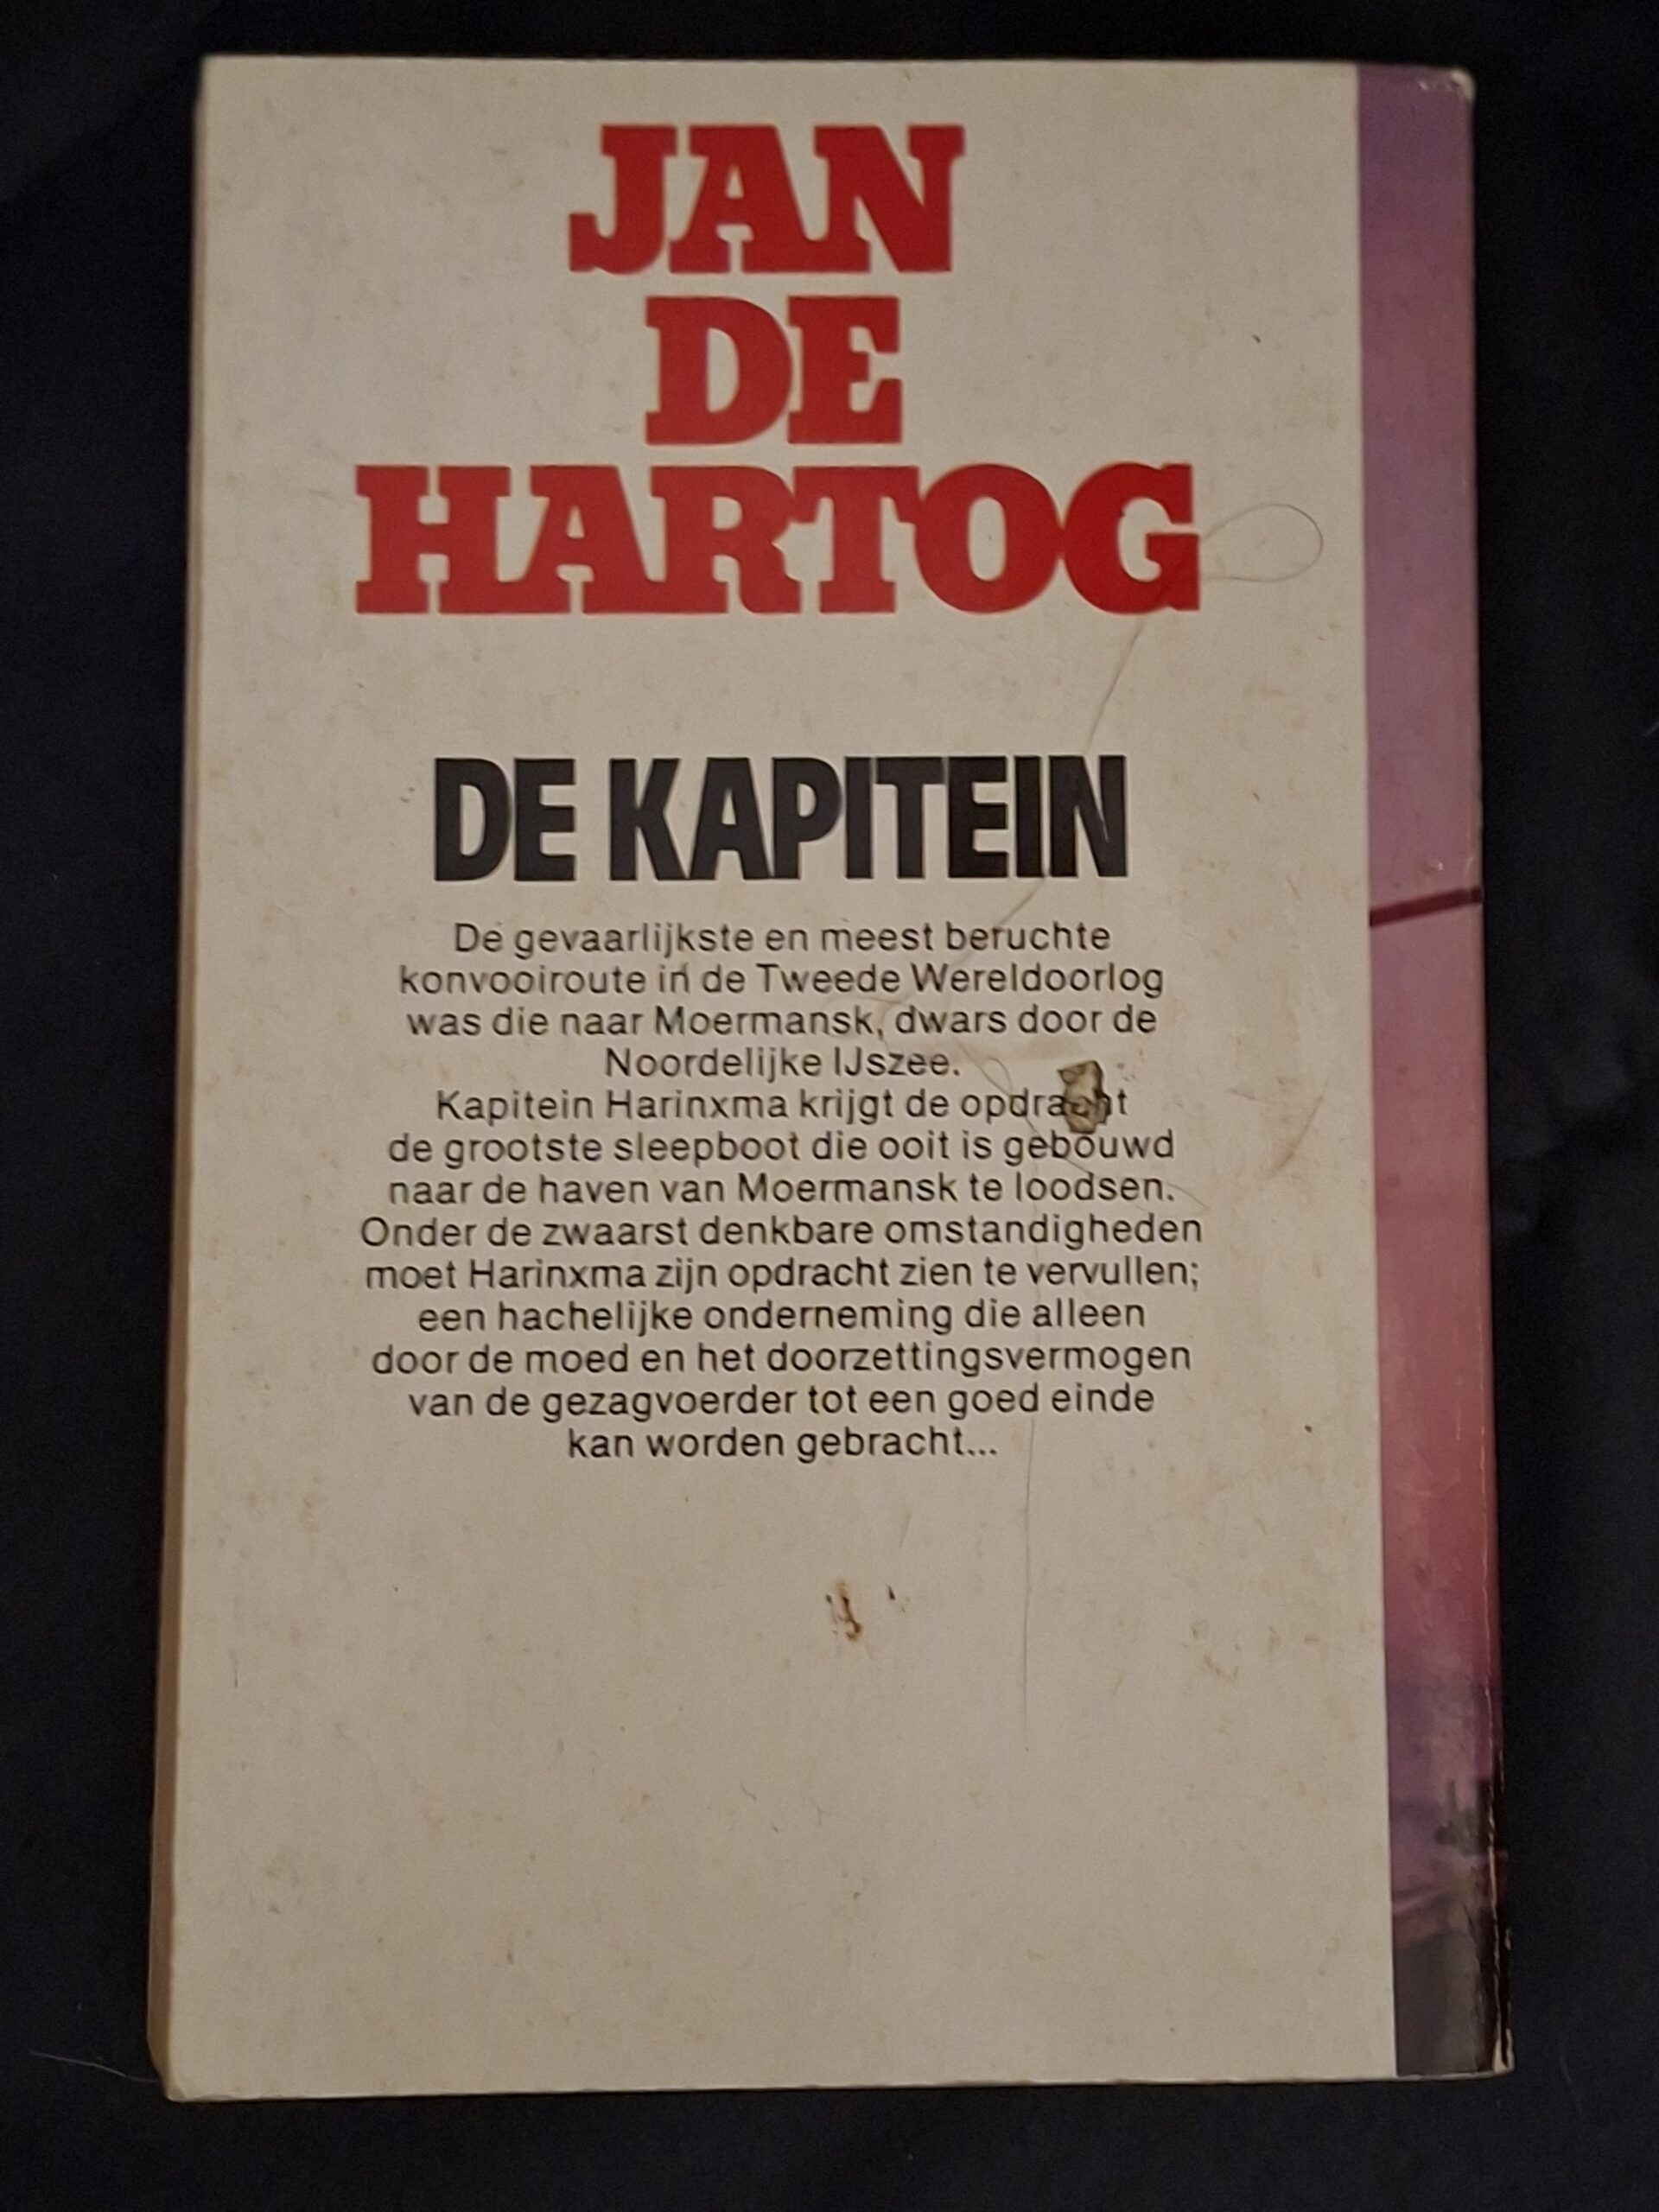 JAN
DE
HARTOG
DE KAPITEIN
De gevaarlijkste en meest beruchte
konvooiroute in de Tweede Wereldoorlog
was die naar Moermansk, dwars door de
Noordelijke IJszee.
Kapitein Harinxma krijgt de opdracht
de grootste sleepboot die ooit is gebouwd
naar de haven van Moermansk te loodsen.
Onder de zwaarst denkbare omstandigheden
moet Harinxma zijn opdracht zien te vervullen;
een hachelijke onderneming die alleen
door de moed en het doorzettingsvermogen
van de gezagvoerder tot een goed einde
kan worden gebracht...